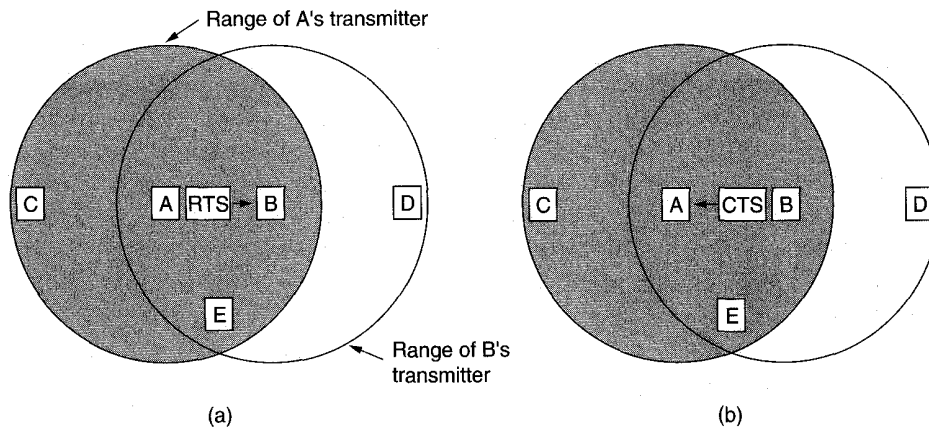 Range of A's transmitter
C
A
RTS
B
D
E
Range of B's
transmitter
(a)
C
A
CTS
B
D
E
(b)